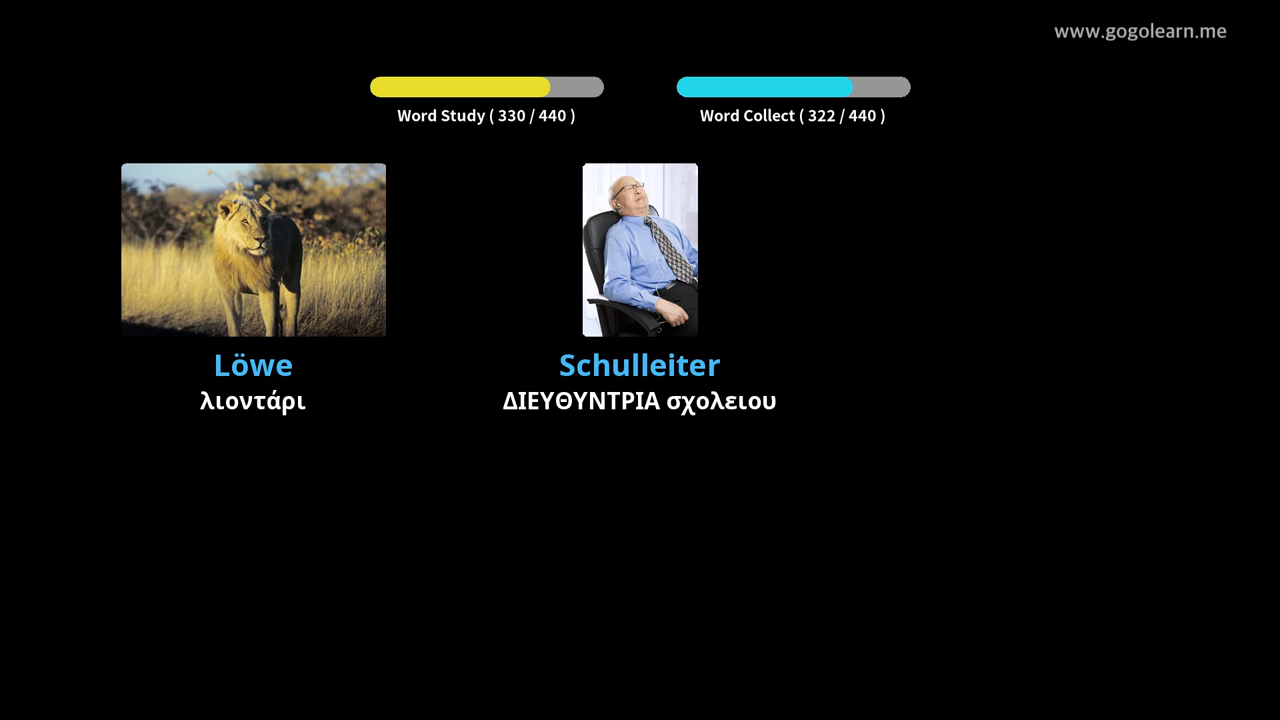 www.gogolearn.me
Word Study ( 330 / 440 )
Word Collect ( 322 / 440 )
Löwe
λιοντάρι
Schulleiter
ΔΙΕΥΘΥΝΤΡΙΑ σχολειου